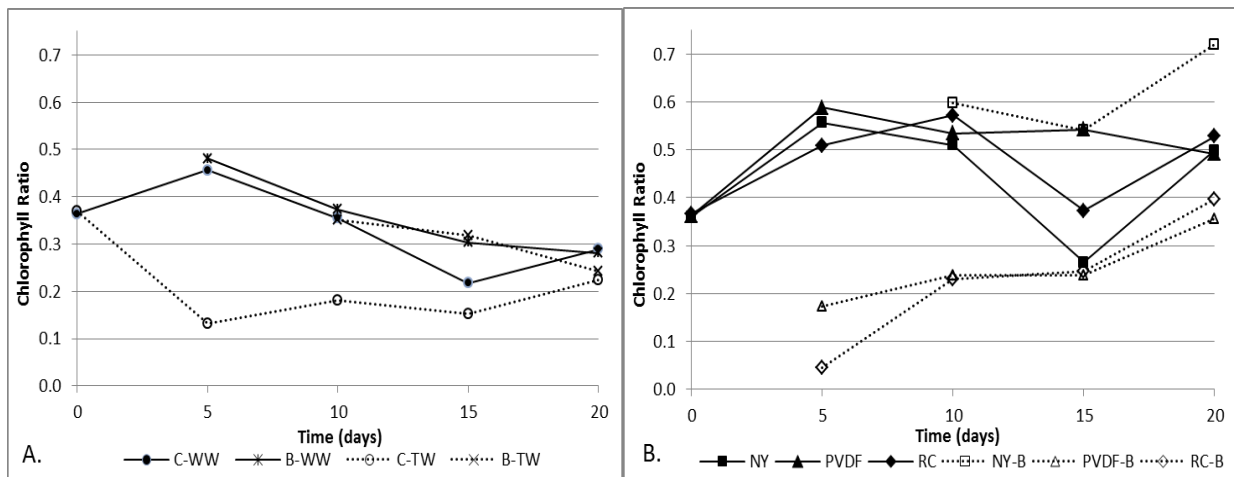 0.7
0.6
0.5
0.4
0.3
0.2
0.1
0.0
Chlorophyll Ratio
0 5 10 15 20
Time (days)
A.
C-WW B-WW C-TW B-TW
0.7
0.6
0.5
0.4
0.3
0.2
0.1
0.0
Chlorophyll Ratio
0 5 10 15 20
Time (days)
B.
NY PVDF RC NY-B PVDF-B RC-B